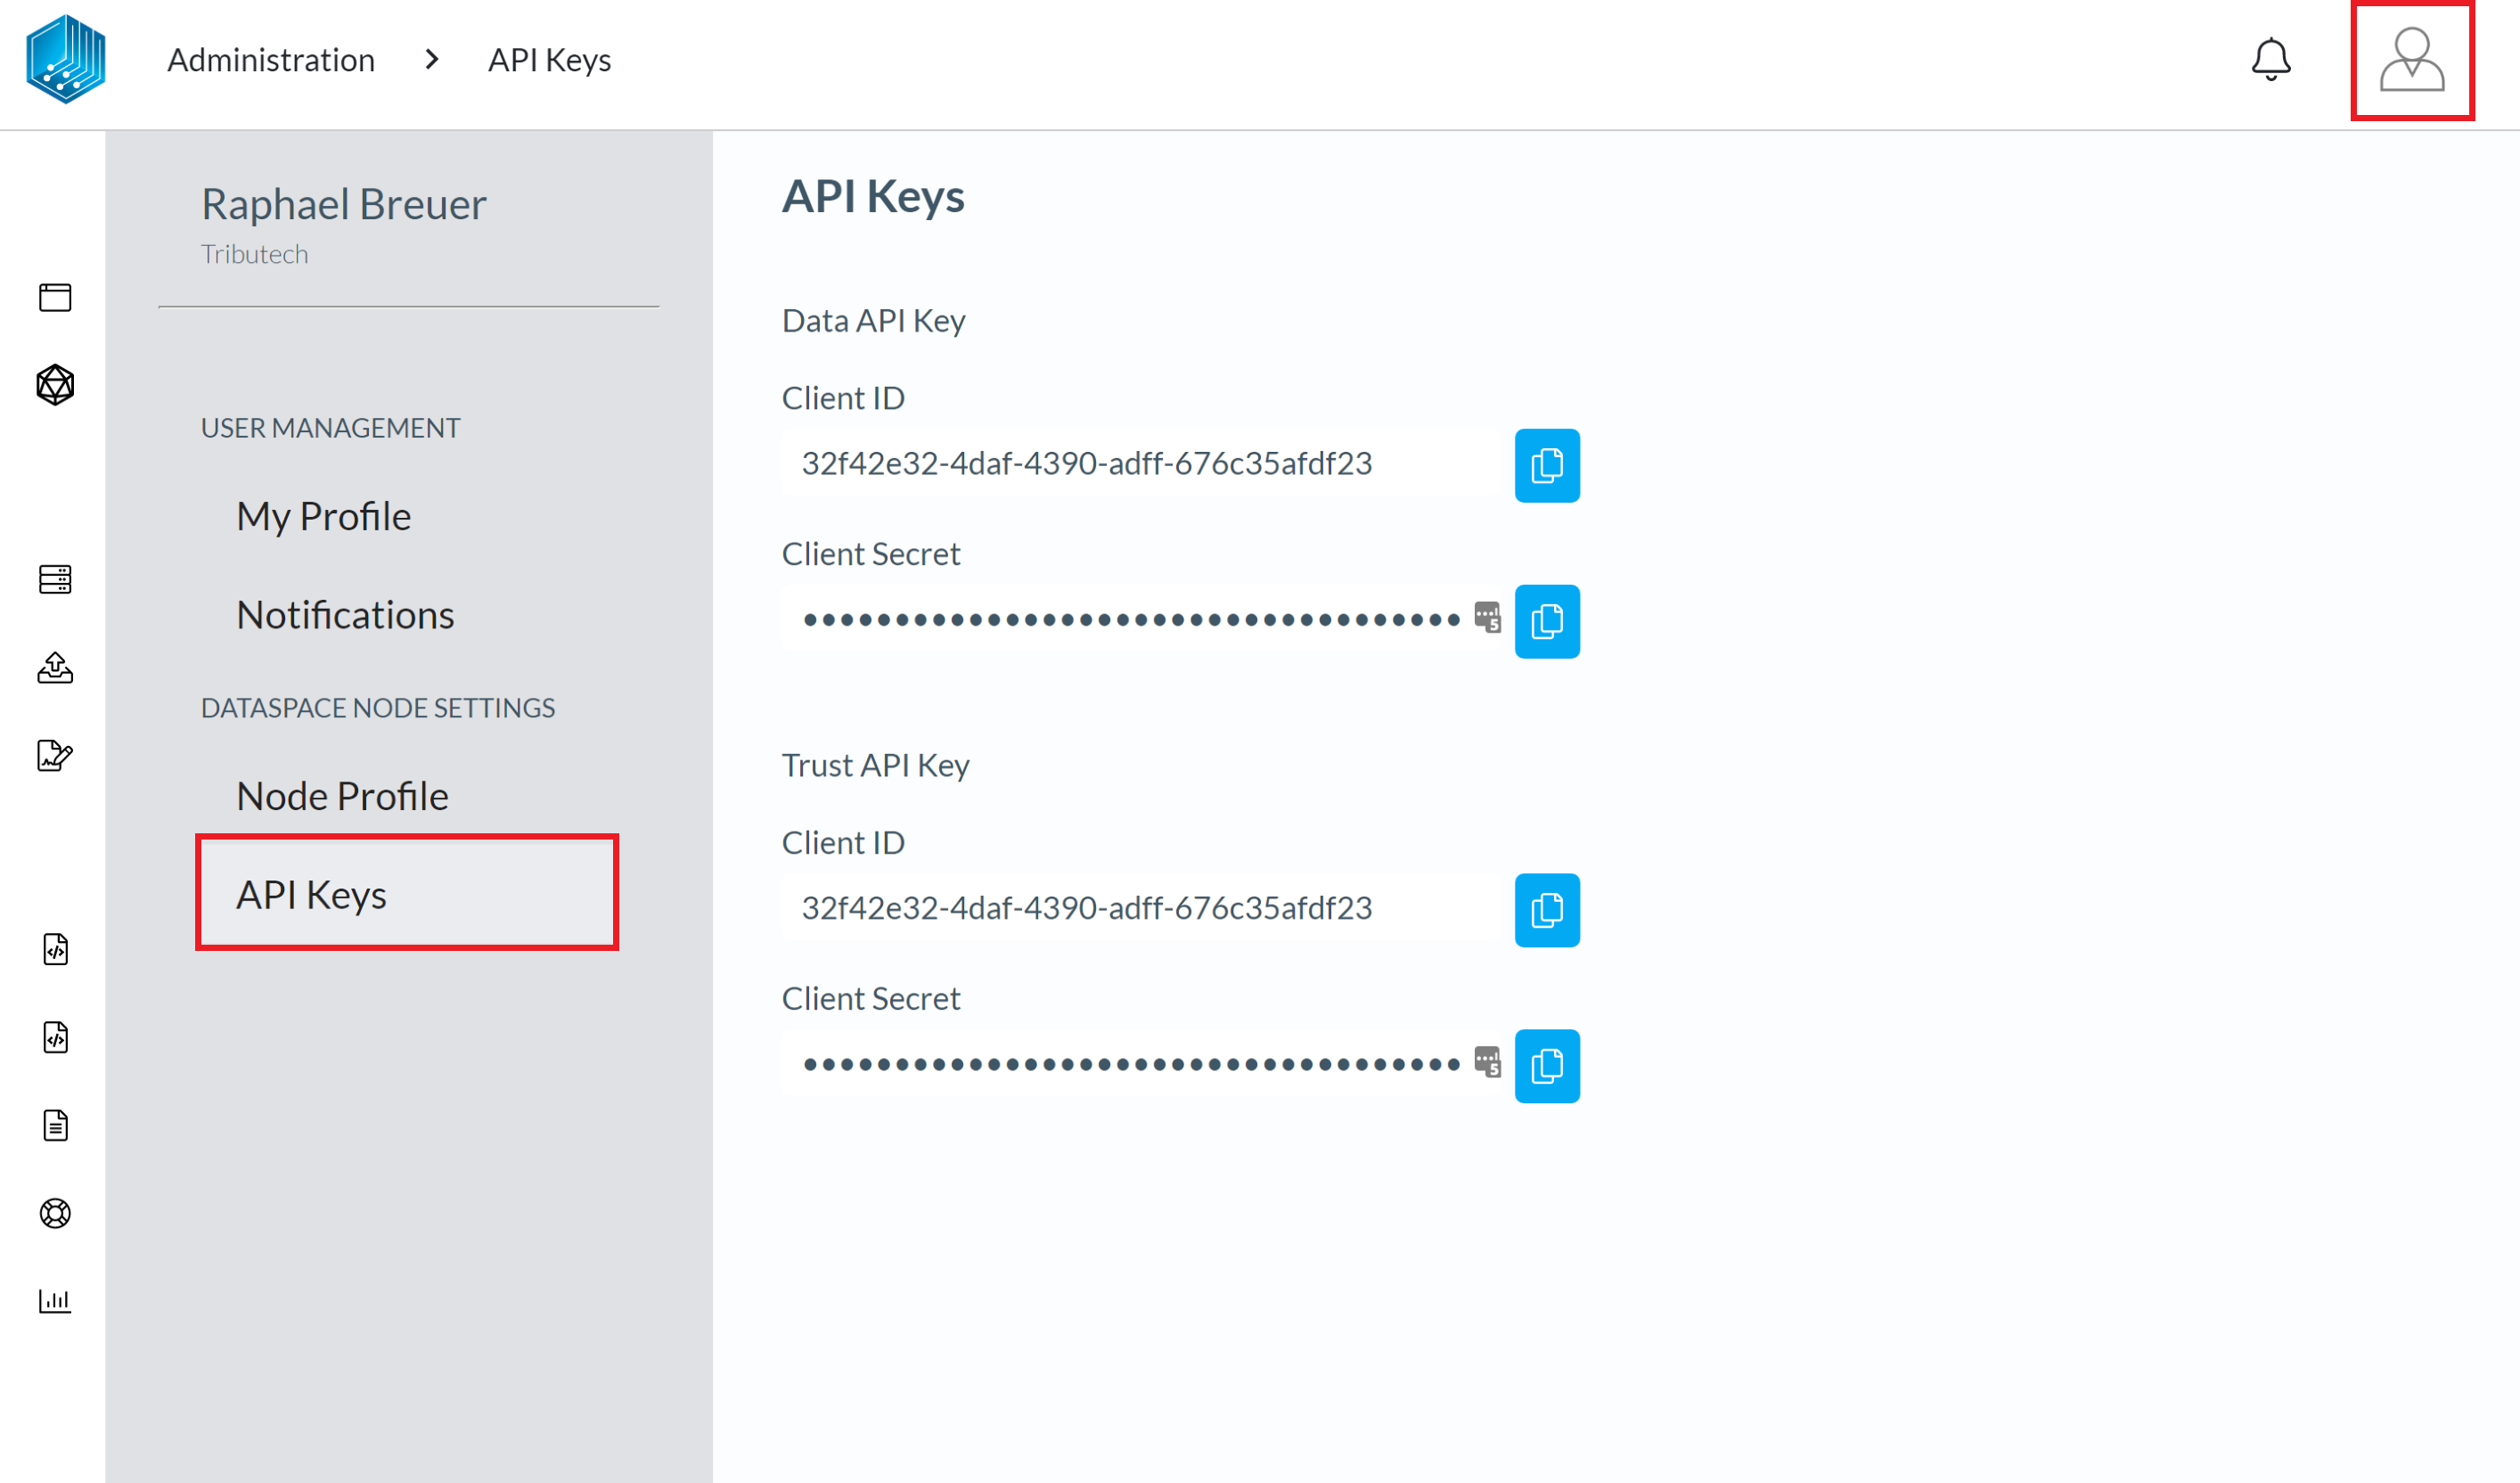 Administration > API Keys
Raphael Breuer
Tributech
USER MANAGEMENT
My Profile
Notifications
DATASPACE NODE SETTINGS
Node Profile
API Keys
API Keys
Data API Key
Client ID
32f42e32-4daf-4390-adff-676c35afdf23
Client Secret
••••••••••••••••••••••••••••••••••••
5
Trust API Key
Client ID
32f42e32-4daf-4390-adff-676c35afdf23
Client Secret
••••••••••••••••••••••••••••••••••••
5